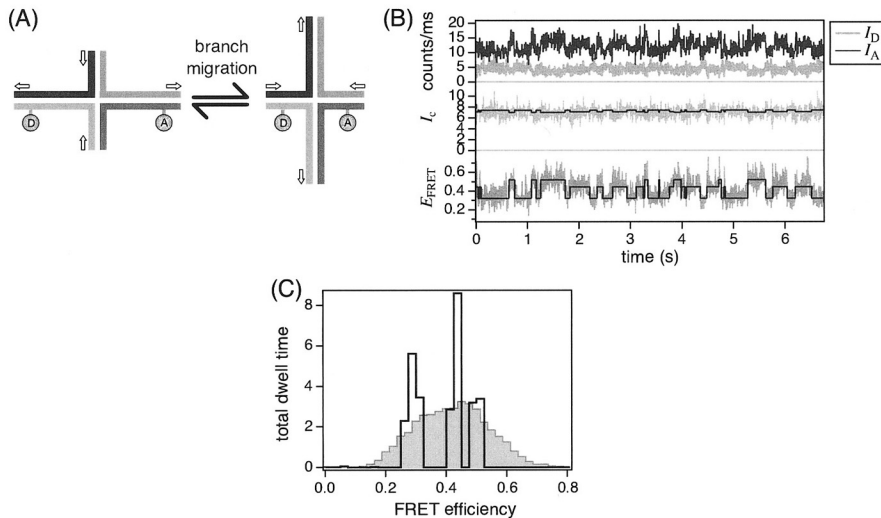 (A)
branch
migration
D
A
D
A
(B)
counts/ms
20
15
10
5
0
I_D
I_A
I_c
10
8
6
4
2
0
E_FRET
0.6
0.4
0.2
0 1 2 3 4 5 6
time (s)
(C)
total dwell time
8
6
4
2
0
0.0 0.2 0.4 0.6 0.8
FRET efficiency